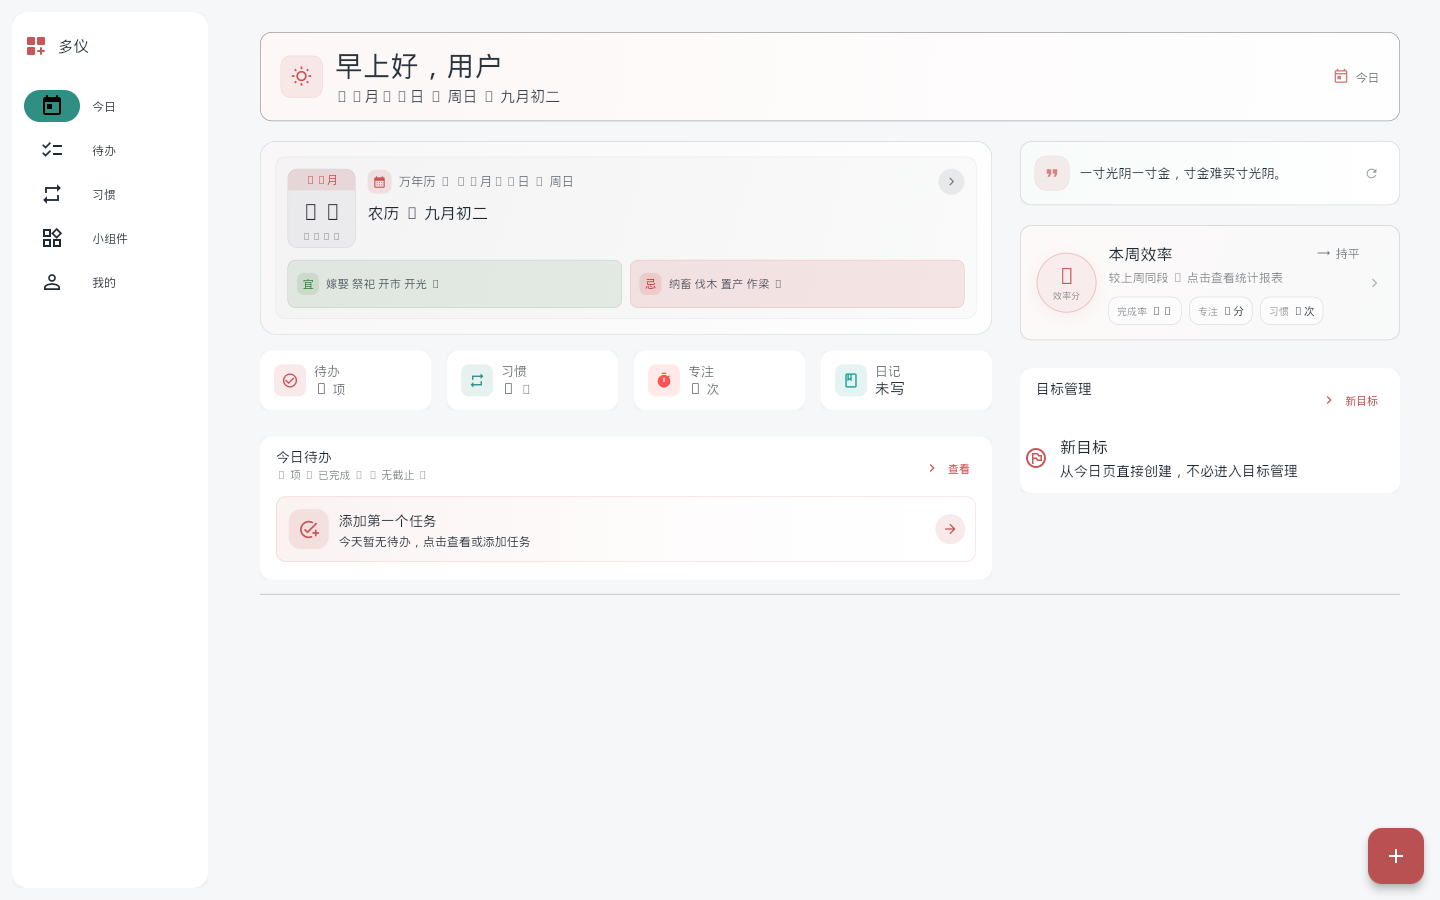 多仪
今日
待办
习惯
小组件
我的
早上好，用户
月 日 周日 九月初二
今日
月
万年历 月 日 周日
农历 九月初二
宜 嫁娶 祭祀 开市 开光
忌 纳畜 伐木 置产 作梁
待办
项
习惯
专注
次
日记
未写
今日待办
项 已完成 无截止
查看
添加第一个任务
今天暂无待办，点击查看或添加任务
一寸光阴一寸金，寸金难买寸光阴。
本周效率
持平
较上周同段 点击查看统计报表
效率分
完成率
专注 分
习惯 次
目标管理
新目标
新目标
从今日页直接创建，不必进入目标管理